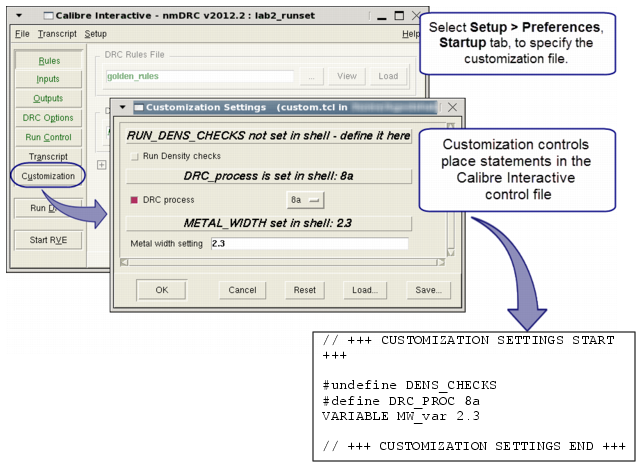 Calibre Interactive - nmDRC v2012.2 : lab2_runset
File Transcript Setup Help
Rules
Inputs
Outputs
DRC Options
Run Control
Transcript
Customization
Run D
Start RVE
DRC Rules File
golden_rules
... View Load
Customization Settings (custom.tcl in
RUN_DENS_CHECKS not set in shell - define it here
Run Density checks
DRC_process is set in shell: 8a
DRC process 8a
METAL_WIDTH set in shell: 2.3
Metal width setting 2.3
OK Cancel Reset Load... Save...
Select Setup > Preferences,
Startup tab, to specify the
customization file.
Customization controls
place statements in the
Calibre Interactive
control file
// +++ CUSTOMIZATION SETTINGS START
+++
#undefine DENS_CHECKS
#define DRC_PROC 8a
VARIABLE MW_var 2.3
// +++ CUSTOMIZATION SETTINGS END +++